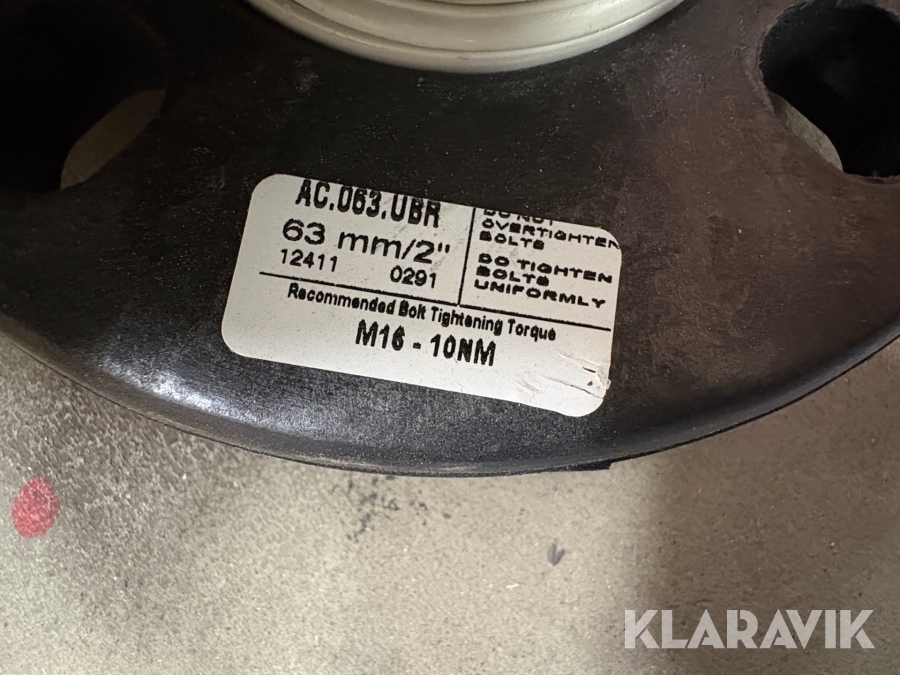 AC.063.UBR
63 mm/2"
12411 0291
DO NOT
OVERTIGHTEN
BOLTS
DO TIGHTEN
BOLTS
UNIFORMLY
Recommended Bolt Tightening Torque
M16 - 10NM
KLARAVIK